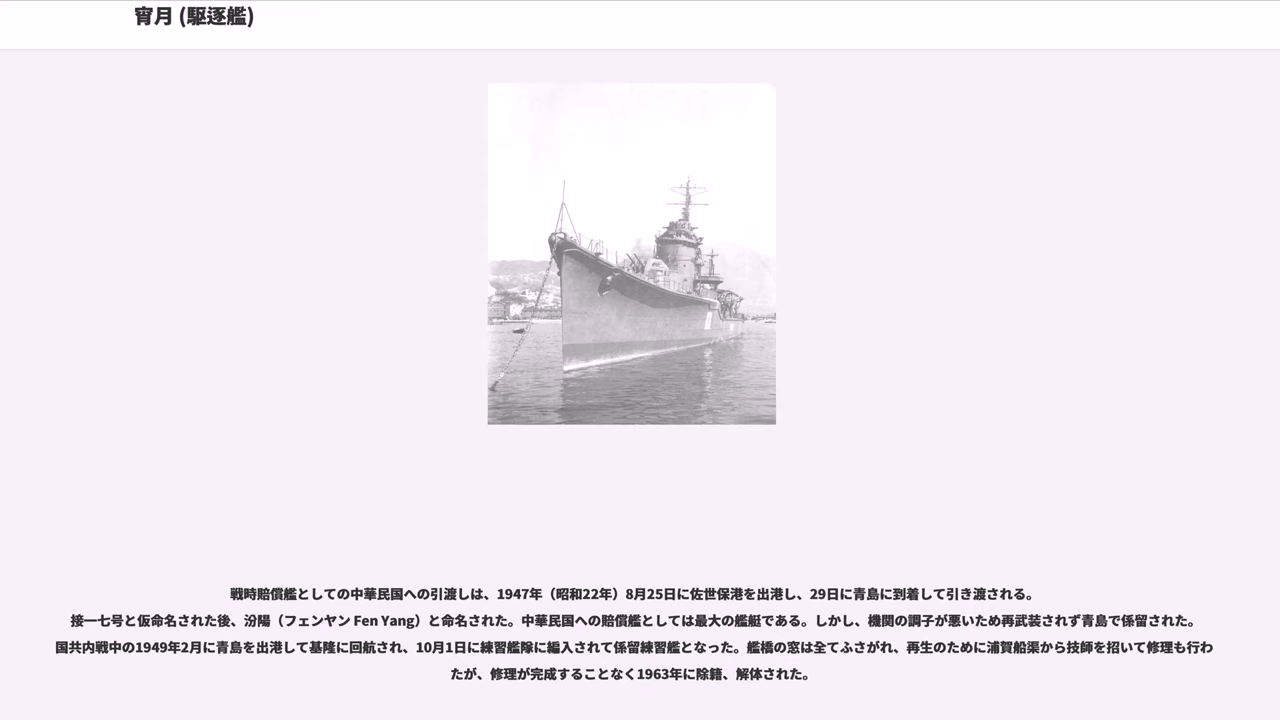 宵月 (駆逐艦)
戦時賠償艦としての中華民国への引渡しは、1947年（昭和22年）8月25日に佐世保港を出港し、29日に青島に到着して引き渡される。
接一七号と仮命名された後、汾陽（フェンヤン Fen Yang）と命名された。中華民国への賠償艦としては最大の艦艇である。しかし、機関の調子が悪いため再武装されず青島で係留された。
国共内戦中の1949年2月に青島を出港して基隆に回航され、10月1日に練習艦隊に編入されて係留練習艦となった。艦橋の窓は全てふさがれ、再生のために浦賀船渠から技師を招いて修理も行わ
たが、修理が完成することなく1963年に除籍、解体された。